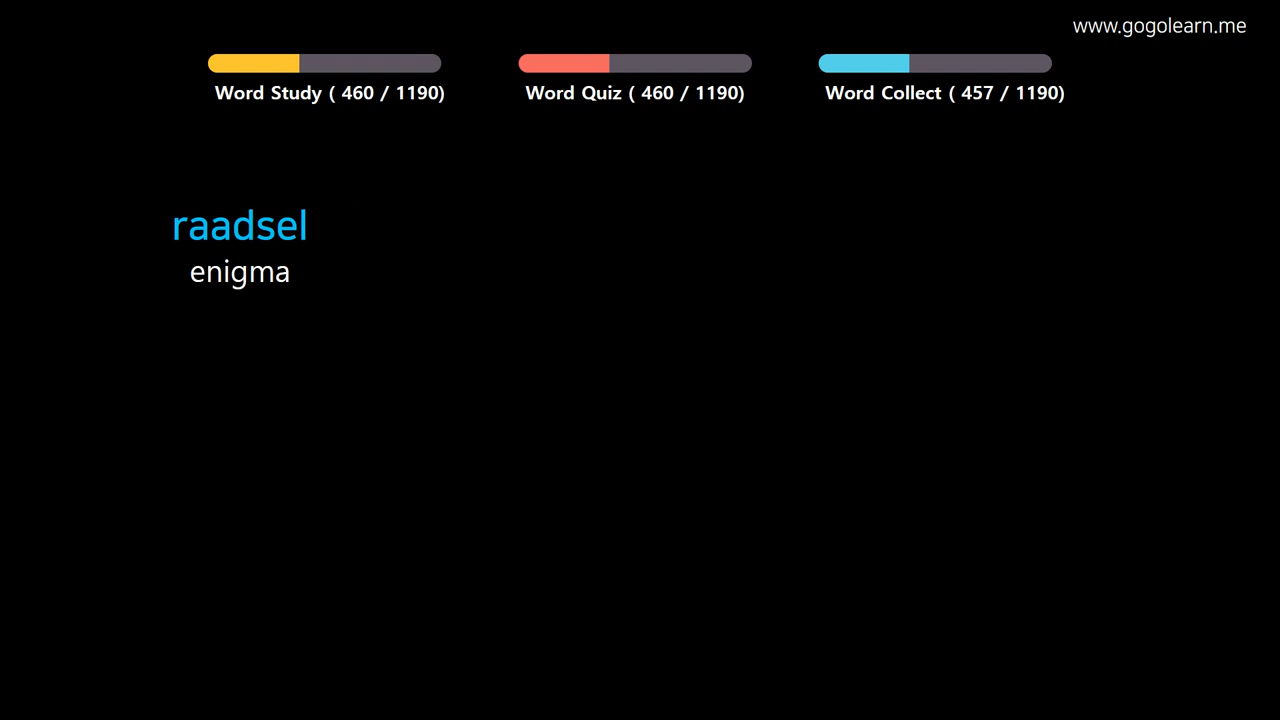 www.gogolearn.me
Word Study ( 460 / 1190)
Word Quiz ( 460 / 1190)
Word Collect ( 457 / 1190)
raadsel
enigma